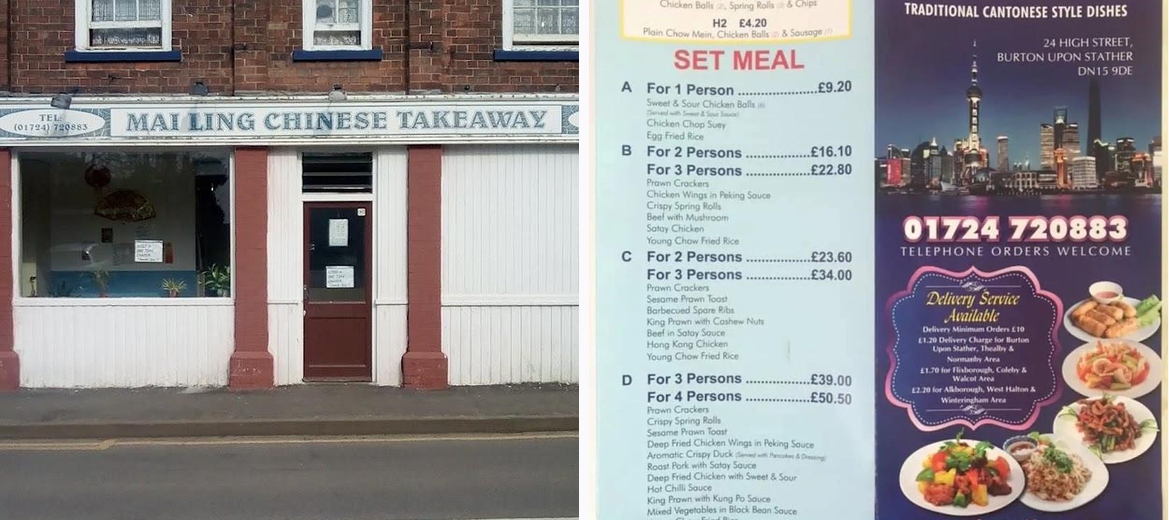 TEL:
(01724) 720883
MAI LING CHINESE TAKEAWAY
Chicken Balls (2), Spring Rolls (2) & Chips
H2 £4.20
Plain Chow Mein, Chicken Balls (2) & Sausage (1)
SET MEAL
A For 1 Person ..................£9.20
Sweet & Sour Chicken Balls (6)
(Served with Sweet & Sour Sauce)
Chicken Chop Suey
Egg Fried Rice
B For 2 Persons ................£16.10
For 3 Persons ................£22.80
Prawn Crackers
Chicken Wings in Peking Sauce
Crispy Spring Rolls
Beef with Mushroom
Satay Chicken
Young Chow Fried Rice
C For 2 Persons ................£23.60
For 3 Persons ................£34.00
Prawn Crackers
Sesame Prawn Toast
Barbecued Spare Ribs
King Prawn with Cashew Nuts
Beef in Satay Sauce
Hong Kong Chicken
Young Chow Fried Rice
D For 3 Persons ................£39.00
For 4 Persons ................£50.50
Prawn Crackers
Crispy Spring Rolls
Sesame Prawn Toast
Deep Fried Chicken Wings in Peking Sauce
Aromatic Crispy Duck (Served with Pancakes & Dressing)
Roast Pork with Satay Sauce
Deep Fried Chicken with Sweet & Sour
Hot Chilli Sauce
King Prawn with Kung Po Sauce
Mixed Vegetables in Black Bean Sauce
TRADITIONAL CANTONESE STYLE DISHES
24 HIGH STREET,
BURTON UPON STATHER
DN15 9DE
01724 720883
TELEPHONE ORDERS WELCOME
Delivery Service
Available
Delivery Minimum Orders £10
£1.20 Delivery Charge for Burton
Upon Stather, Thealby &
Normanby Area
£1.70 for Flixborough, Coleby &
Walcot Area
£2.20 for Alkborough, West Halton &
Winteringham Area